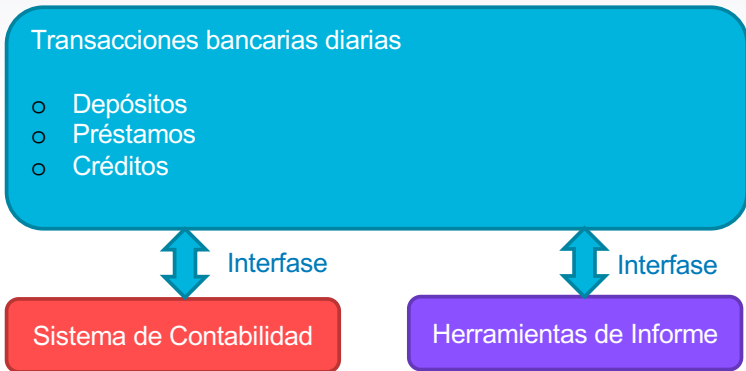 Transacciones bancarias diarias
o Depósitos
o Préstamos
o Créditos
Interfase
Interfase
Sistema de Contabilidad
Herramientas de Informe